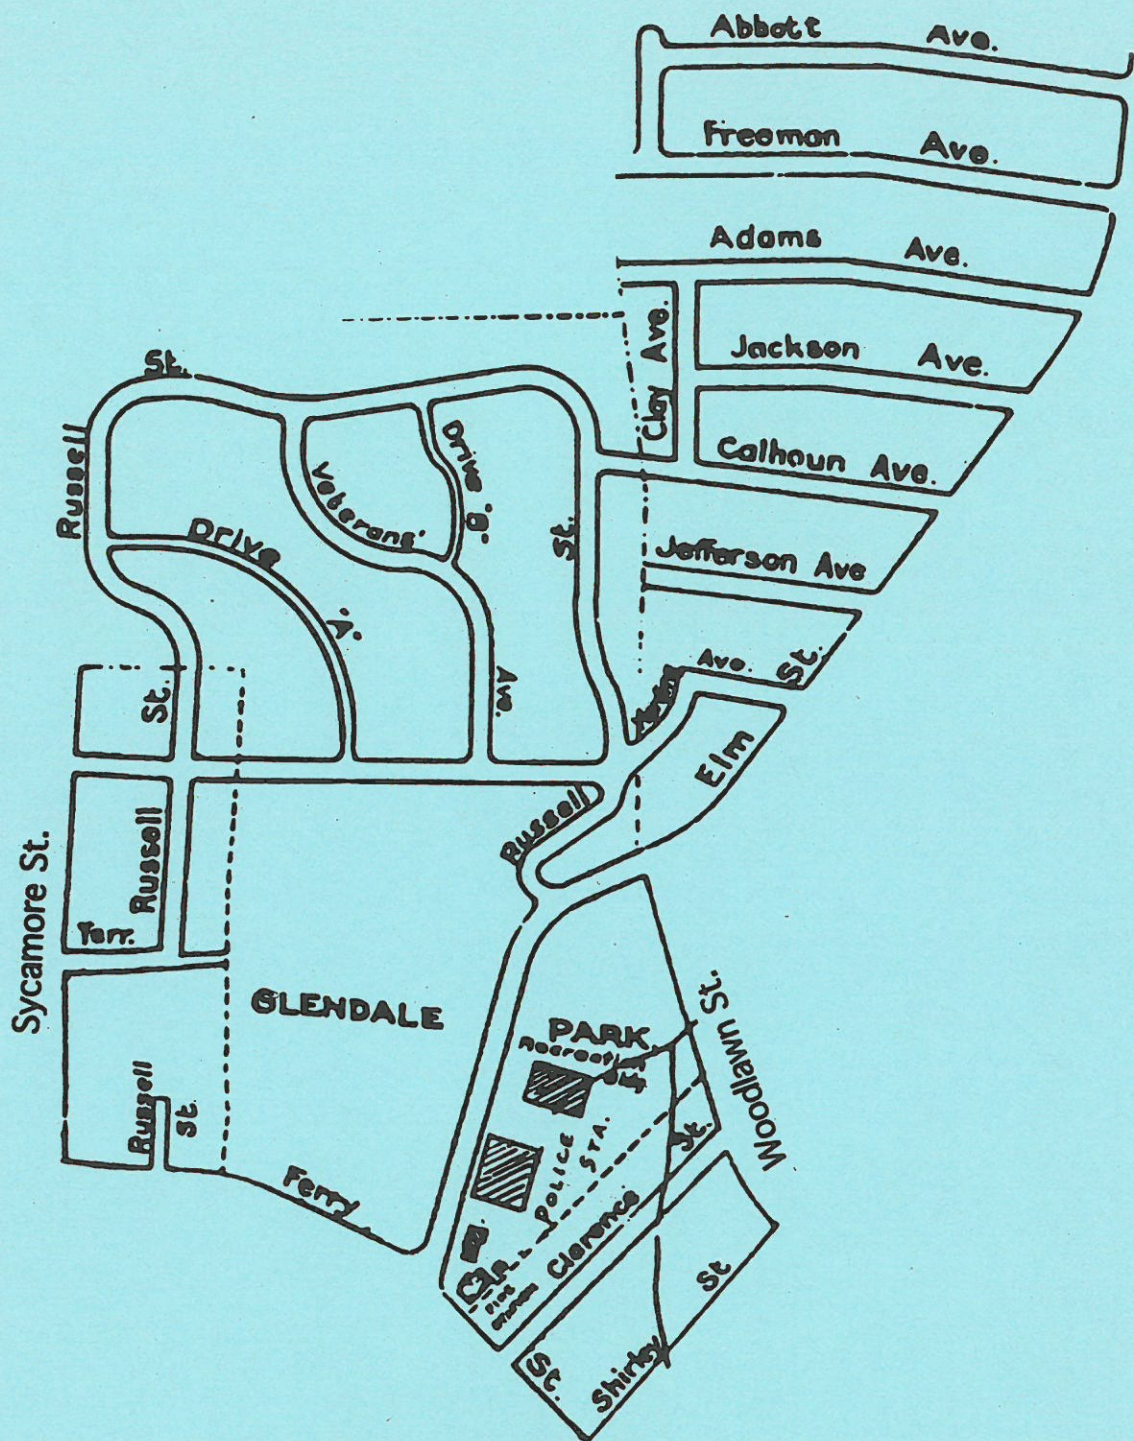 Abbott Ave.
Freeman Ave.
Adams Ave.
Clay Ave.
Jackson Ave.
Calhoun Ave.
Jefferson Ave
St.
Russell
Drive "A"
Veterans'
Ave.
Drive "B"
St.
Ave.
St.
Elm
Russell
St.
Russell
Terr.
Sycamore St.
GLENDALE
PARK
Russell
St.
Ferry
POLICE
STA.
FIRE
STATION
Clarence
St.
Woodlawn St.
St.
Shirley
St